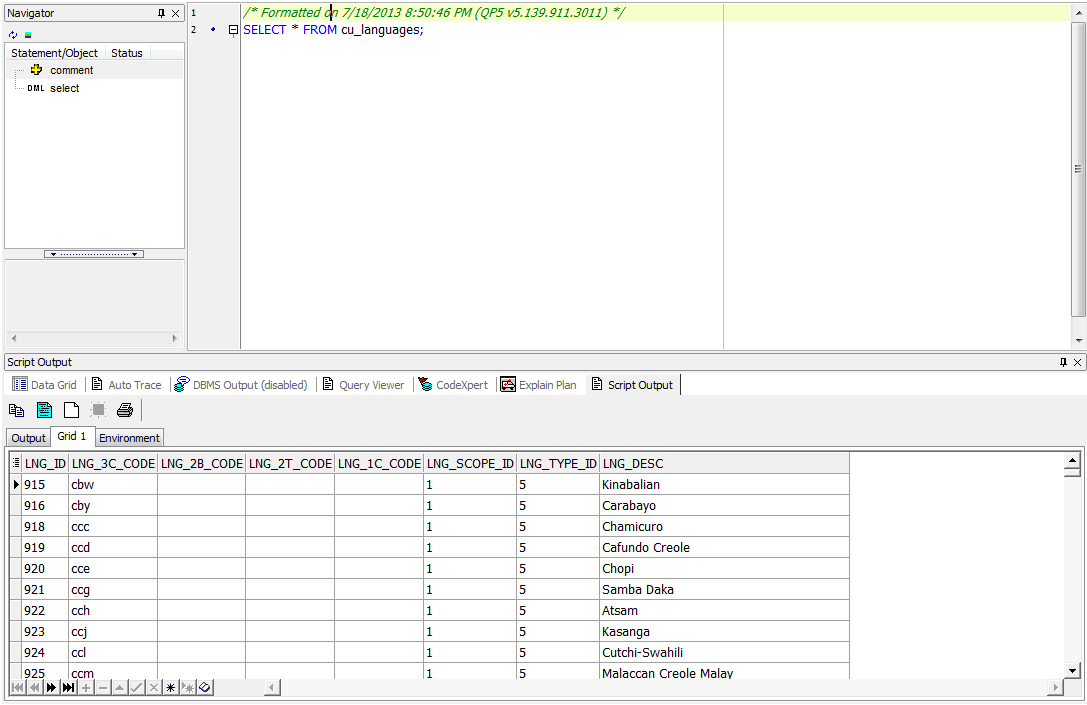 Navigator
Statement/Object Status
comment
DML select
1 /* Formatted on 7/18/2013 8:50:46 PM (QP5 v5.139.911.3011) */
2 SELECT * FROM cu_languages;
Script Output
Data Grid Auto Trace DBMS Output (disabled) Query Viewer CodeXpert Explain Plan Script Output
Output Grid 1 Environment
LNG_ID LNG_3C_CODE LNG_2B_CODE LNG_2T_CODE LNG_1C_CODE LNG_SCOPE_ID LNG_TYPE_ID LNG_DESC
915 cbw 1 5 Kinabalian
916 cby 1 5 Carabayo
918 ccc 1 5 Chamicuro
919 ccd 1 5 Cafundo Creole
920 cce 1 5 Chopi
921 ccg 1 5 Samba Daka
922 cch 1 5 Atsam
923 ccj 1 5 Kasanga
924 ccl 1 5 Cutchi-Swahili
925 ccm 1 5 Malaccan Creole Malay